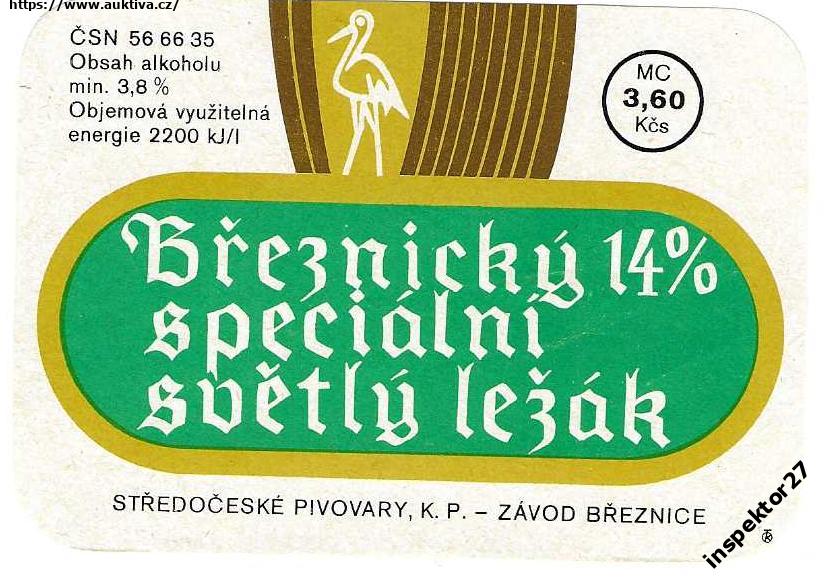 https://www.auktiva.cz/
ČSN 56 66 35
Obsah alkoholu
min. 3,8 %
Objemová využitelná
energie 2200 kJ/l
MC
3,60
Kčs
Březnický 14%
speciální
světlý ležák
STŘEDOČESKÉ PIVOVARY, K. P. – ZÁVOD BŘEZNICE
inspektor27